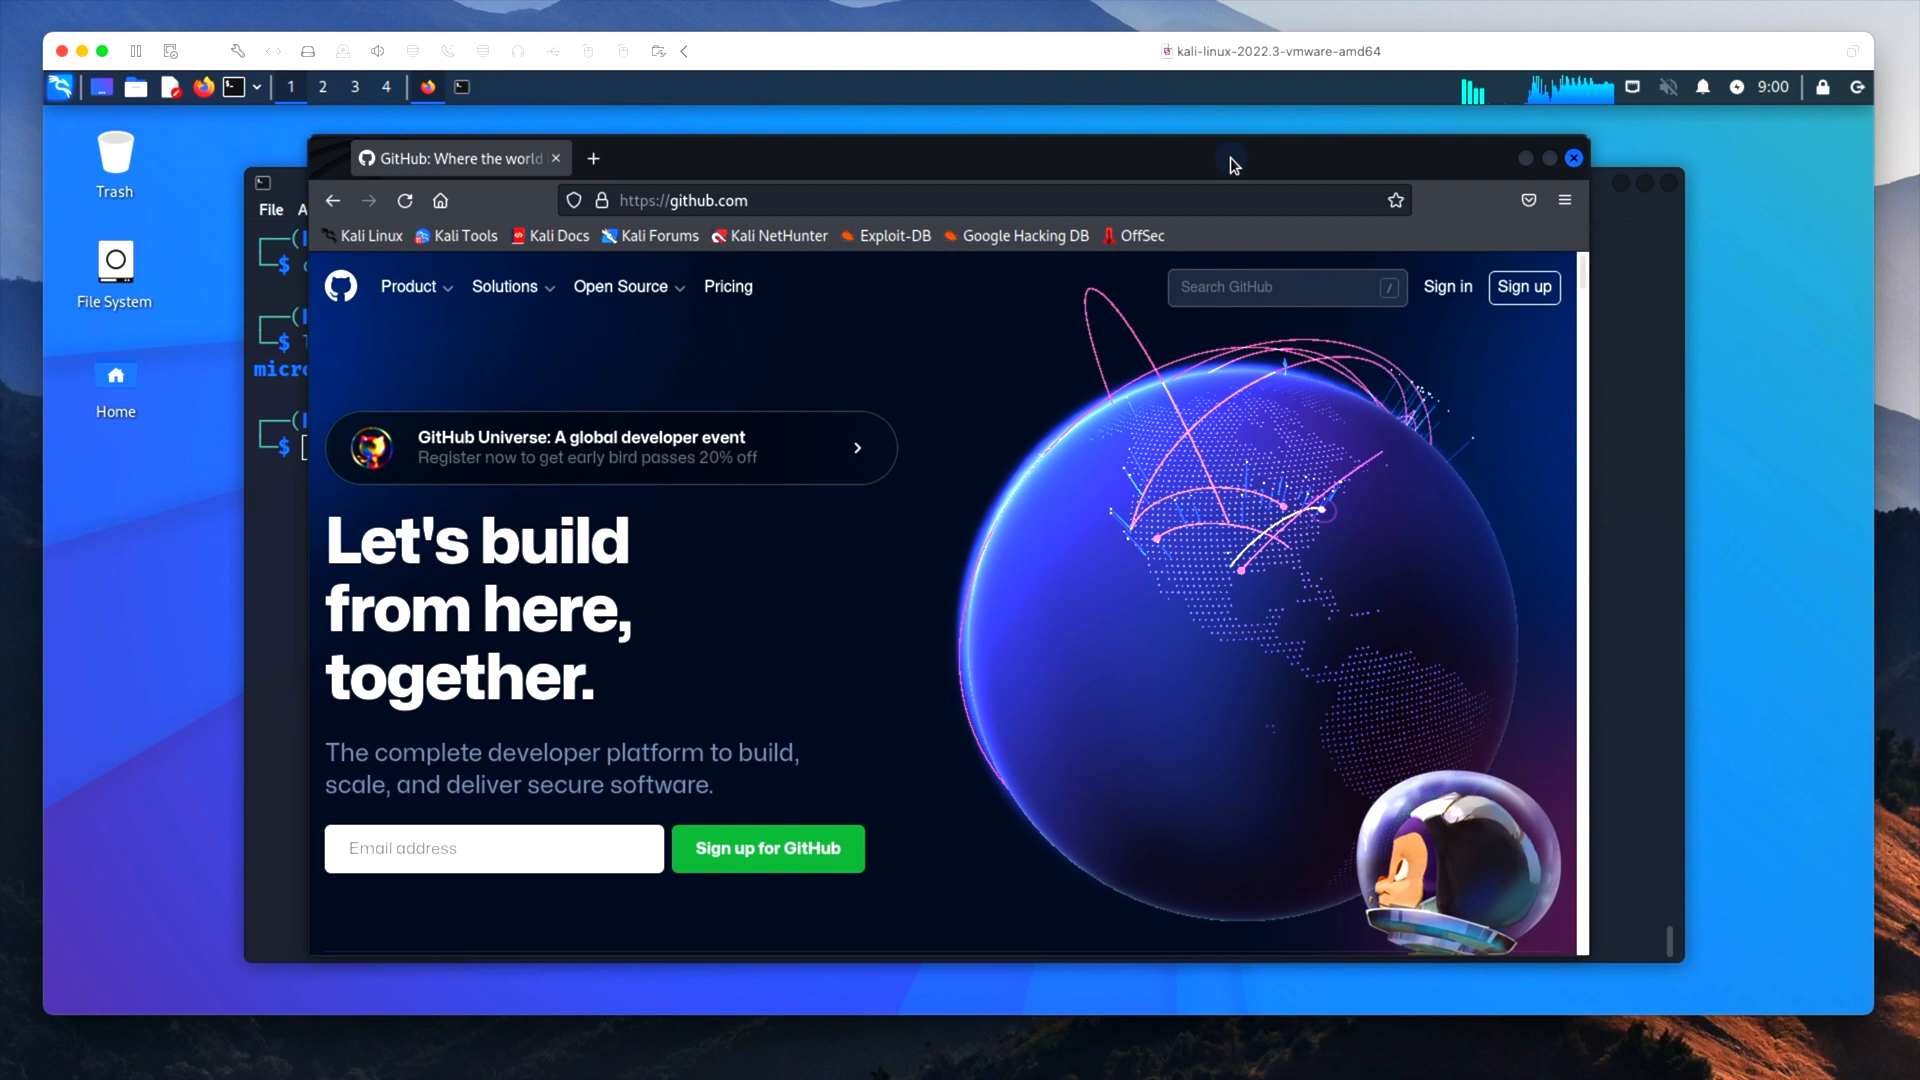 kali-linux-2022.3-vmware-amd64
1 2 3 4
9:00
Trash
File System
Home
File
$
$
micro
$
GitHub: Where the world
https://github.com
Kali Linux Kali Tools Kali Docs Kali Forums Kali NetHunter Exploit-DB Google Hacking DB OffSec
Product Solutions Open Source Pricing Search GitHub / Sign in Sign up
GitHub Universe: A global developer event
Register now to get early bird passes 20% off
Let's build
from here,
together.
The complete developer platform to build,
scale, and deliver secure software.
Email address Sign up for GitHub